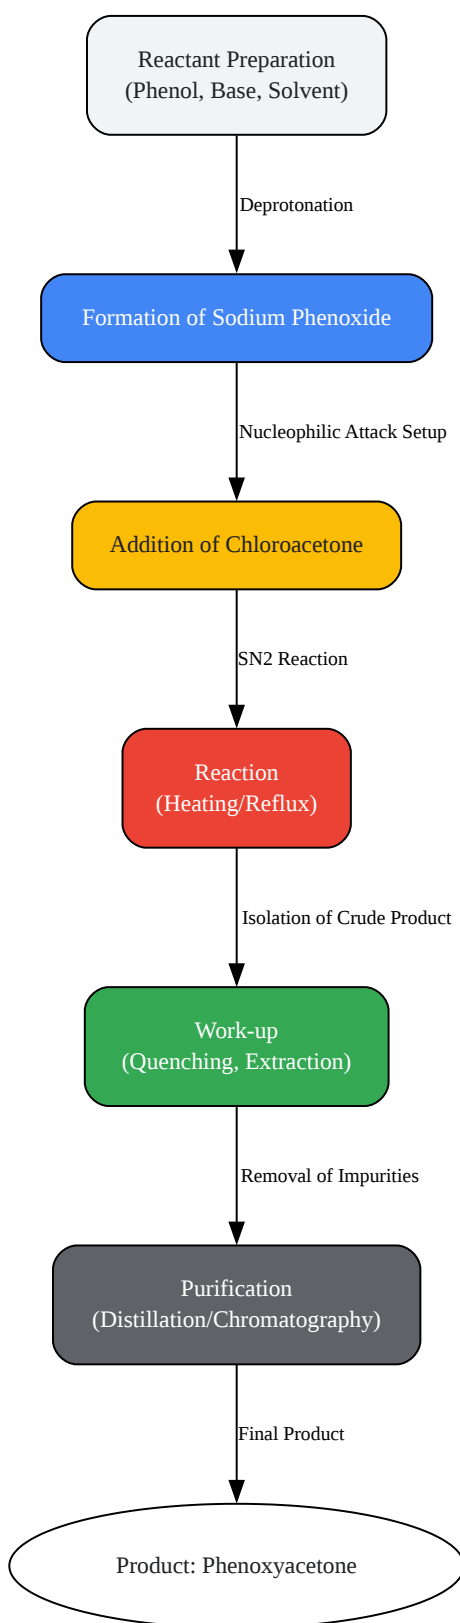 Reactant Preparation
(Phenol, Base, Solvent)
Deprotonation
Formation of Sodium Phenoxide
Nucleophilic Attack Setup
Addition of Chloroacetone
SN2 Reaction
Reaction
(Heating/Reflux)
Isolation of Crude Product
Work-up
(Quenching, Extraction)
Removal of Impurities
Purification
(Distillation/Chromatography)
Final Product
Product: Phenoxyacetone